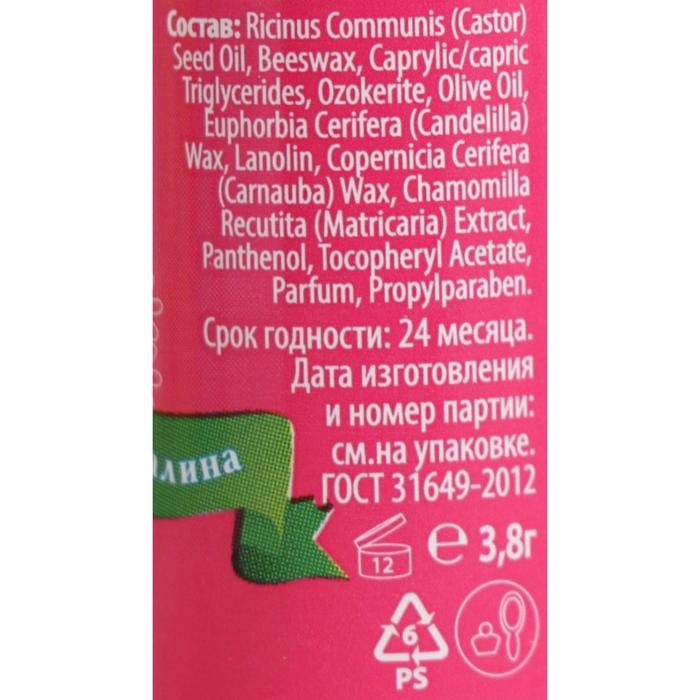 Состав: Ricinus Communis (Castor)
Seed Oil, Beeswax, Caprylic/capric
Triglycerides, Ozokerite, Olive Oil,
Euphorbia Cerifera (Candelilla)
Wax, Lanolin, Copernicia Cerifera
(Carnauba) Wax, Chamomilla
Recutita (Matricaria) Extract,
Panthenol, Tocopheryl Acetate,
Parfum, Propylparaben.
Срок годности: 24 месяца.
Дата изготовления
и номер партии:
см.на упаковке.
ГОСТ 31649-2012
алина
12 e 3,8г
6
PS